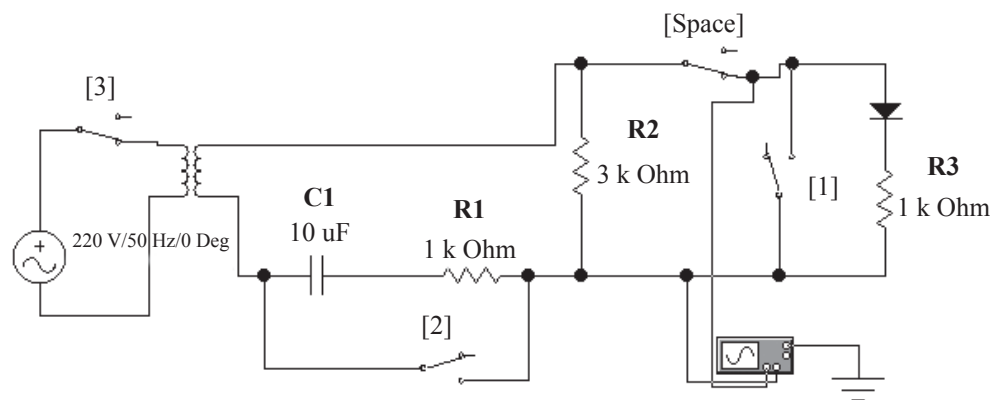 [Space]
[3]
R2
3 k Ohm
[1]
R3
1 k Ohm
C1
10 uF
R1
1 k Ohm
220 V/50 Hz/0 Deg
[2]